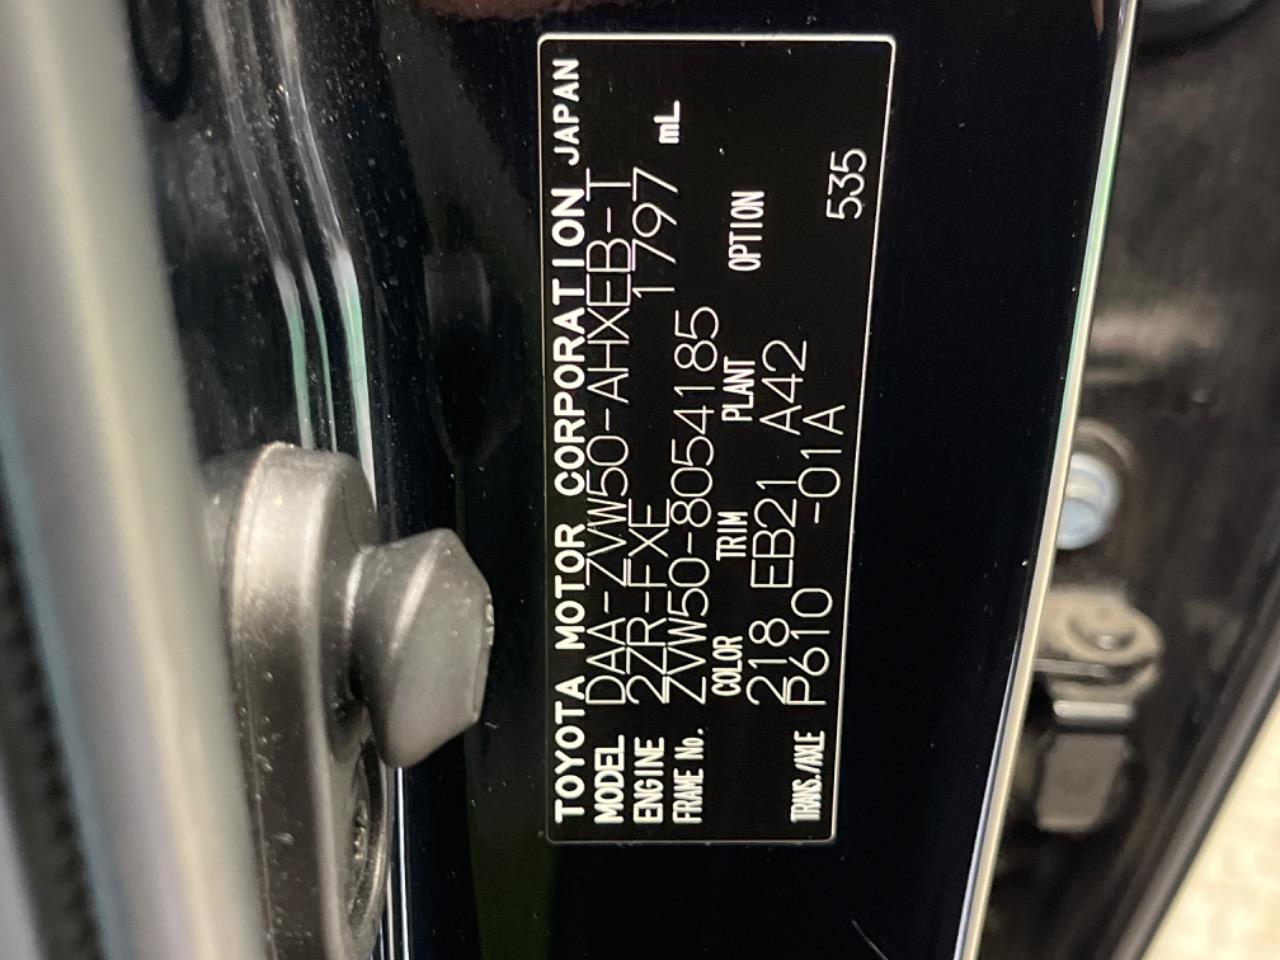 TOYOTA MOTOR CORPORATION JAPAN
MODEL DAA-ZVW50-AHXEB-T
ENGINE 2ZR-FXE 1797 mL
FRAME No. ZVW50-8054185
COLOR TRIM PLANT OPTION
218 EB21 A42
TRANS./AXLE P610 -01A 535